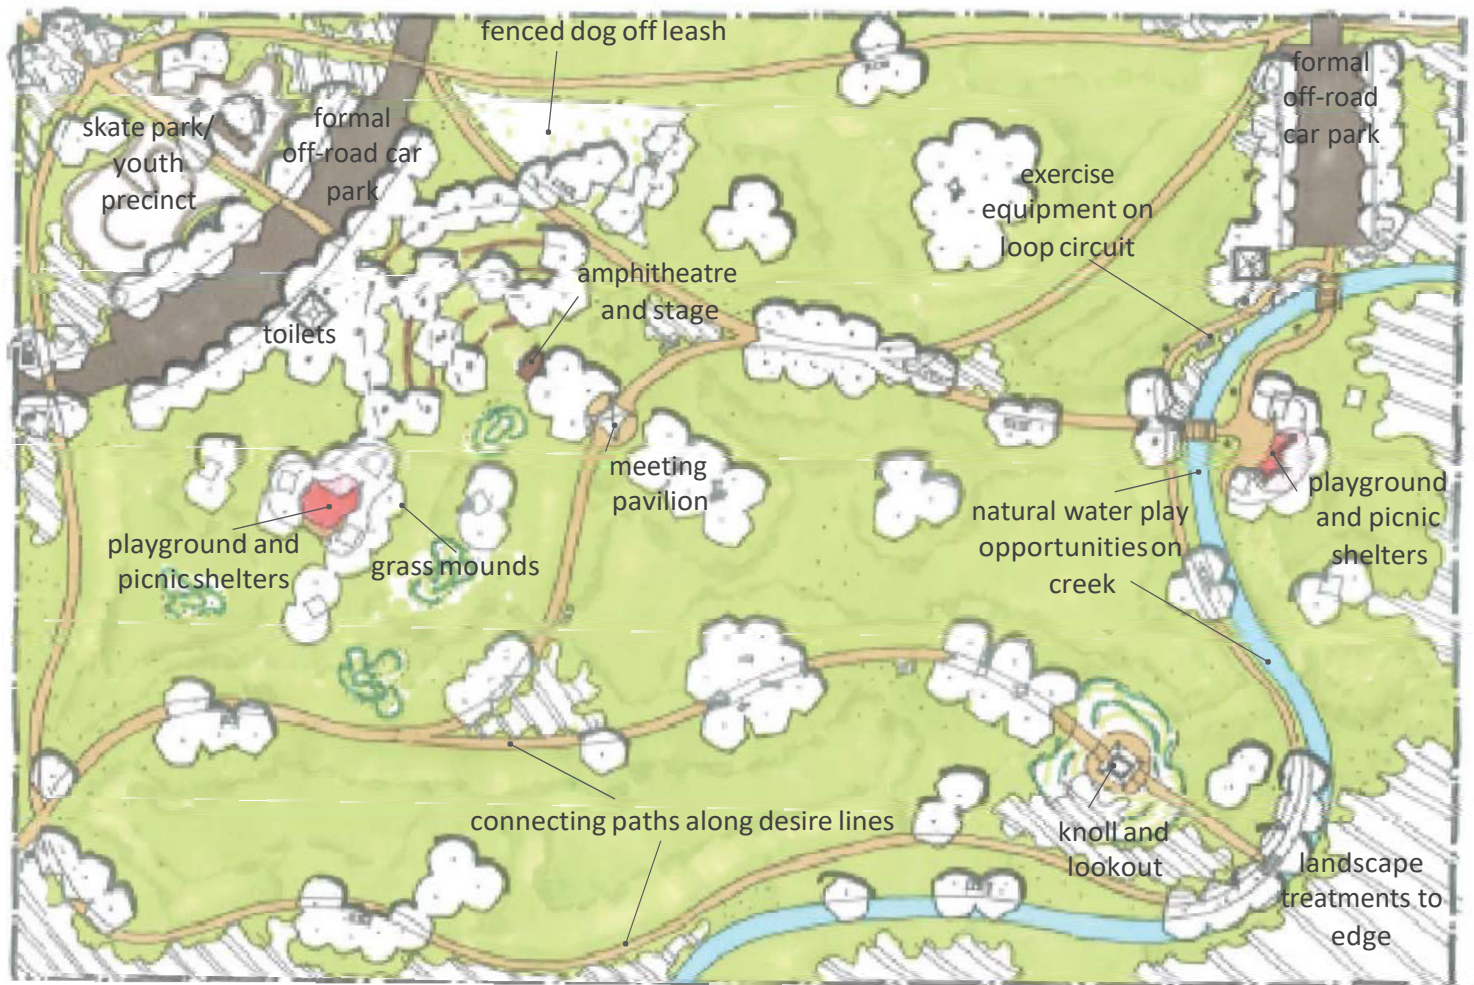 fenced dog off leash
formal
off-road
car park
skate park/
youth
precinct
formal
off-road car
park
exercise
equipment on
loop circuit
amphitheatre
and stage
toilets
meeting
pavilion
playground and
picnic shelters
grass mounds
natural water play
opportunities on
creek
playground
and picnic
shelters
connecting paths along desire lines
knoll and
lookout
landscape
treatments to
edge